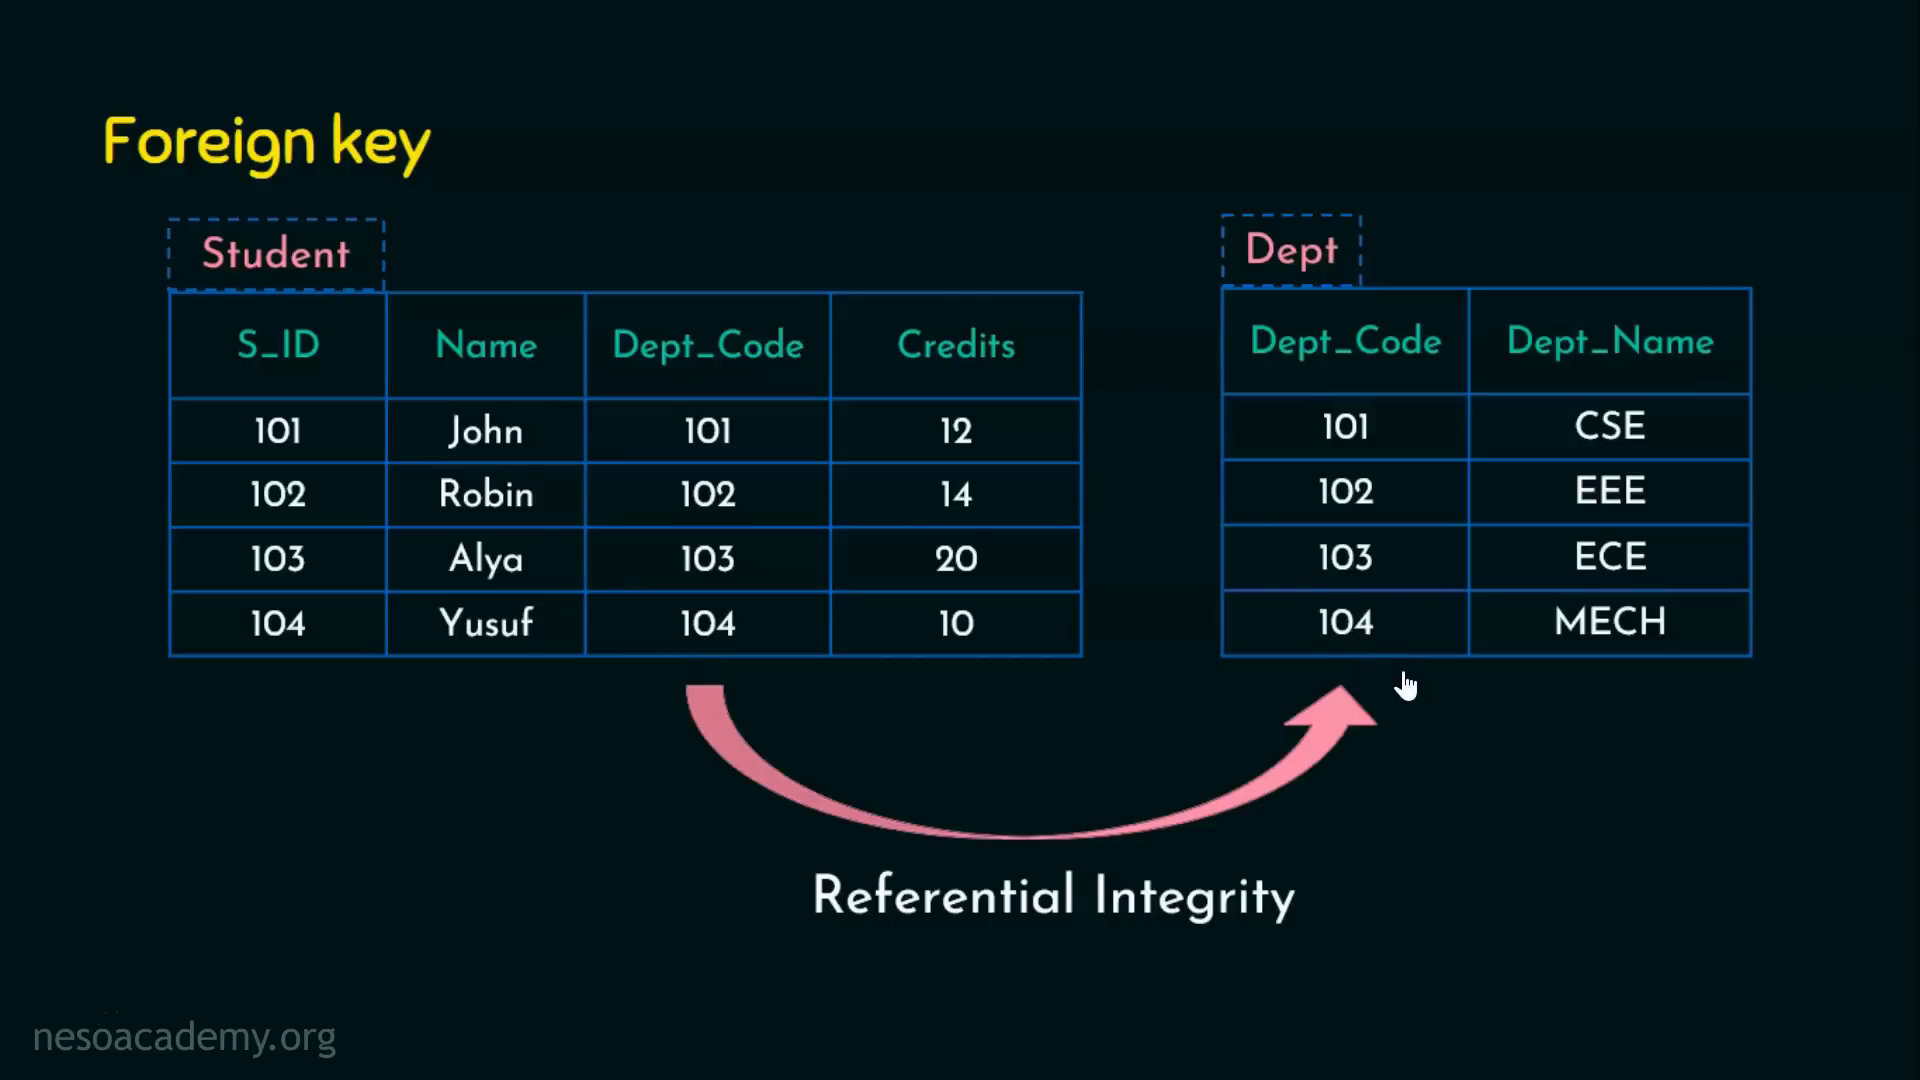 Foreign key
Student
S_ID Name Dept_Code Credits
101 John 101 12
102 Robin 102 14
103 Alya 103 20
104 Yusuf 104 10
Dept
Dept_Code Dept_Name
101 CSE
102 EEE
103 ECE
104 MECH
Referential Integrity
nesoacademy.org